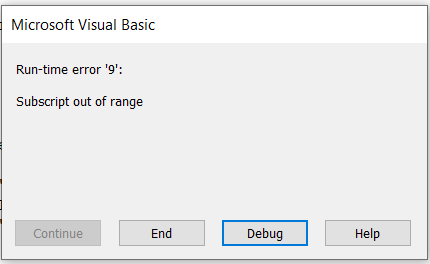 Microsoft Visual Basic
Run-time error '9':
Subscript out of range
Continue End Debug Help